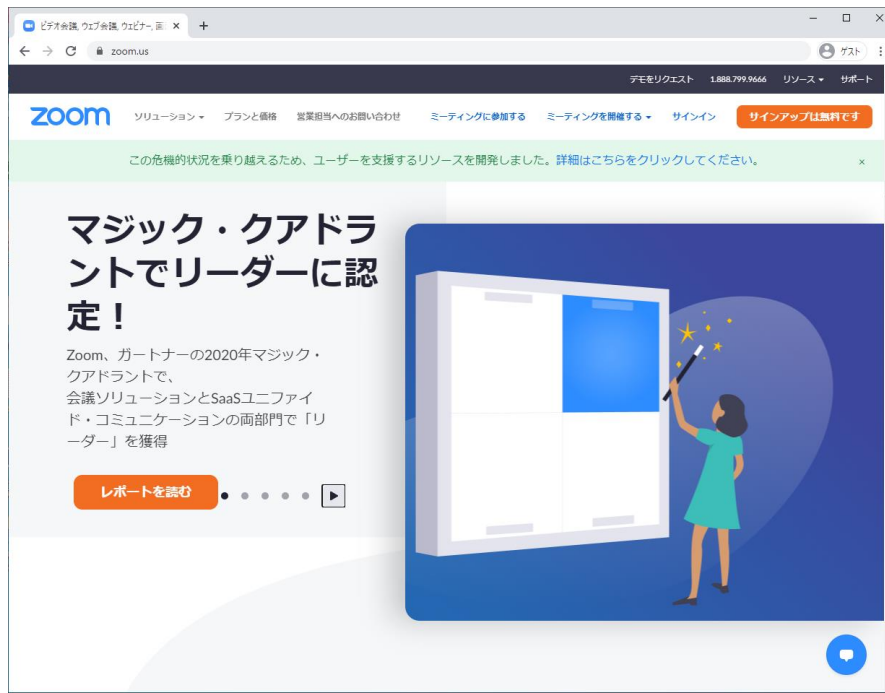 ビデオ会議, ウェブ会議, ウェビナー, 画
zoom.us
ゲスト
デモをリクエスト 1.888.799.9666 リソース サポート
zoom ソリューション プランと価格 営業担当へのお問い合わせ ミーティングに参加する ミーティングを開催する サインイン サインアップは無料です
この危機的状況を乗り越えるため、ユーザーを支援するリソースを開発しました。詳細はこちらをクリックしてください。
マジック・クアドラ
ントでリーダーに認
定！
Zoom、ガートナーの2020年マジック・
クアドラントで、
会議ソリューションとSaaSユニファイ
ド・コミュニケーションの両部門で「リ
ーダー」を獲得
レポートを読む